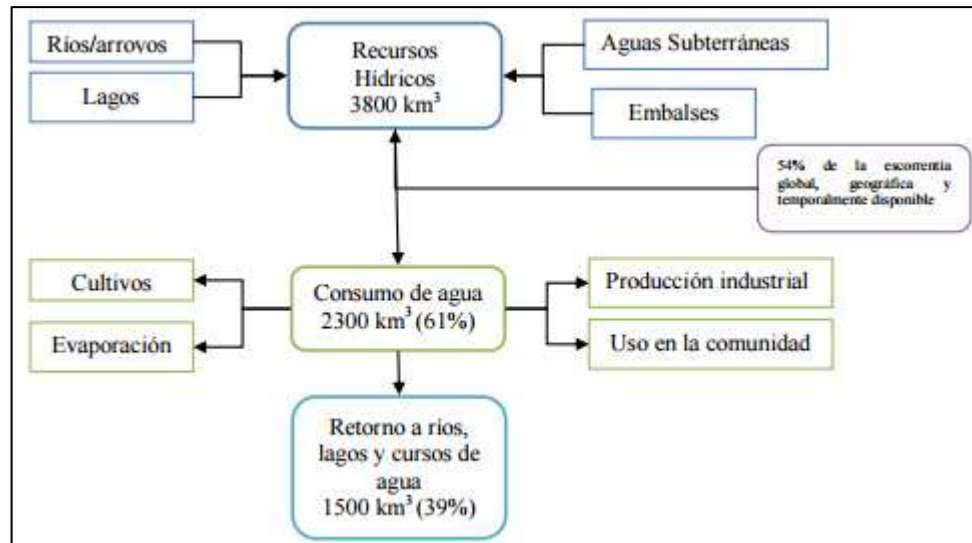 Ríos/arroyos
Lagos
Recursos
Hídricos
3800 km³
Aguas Subterráneas
Embalses
54% de la escorrentía
global, geográfica y
temporalmente disponible
Cultivos
Evaporación
Consumo de agua
2300 km³ (61%)
Producción industrial
Uso en la comunidad
Retorno a ríos,
lagos y cursos de
agua
1500 km³ (39%)